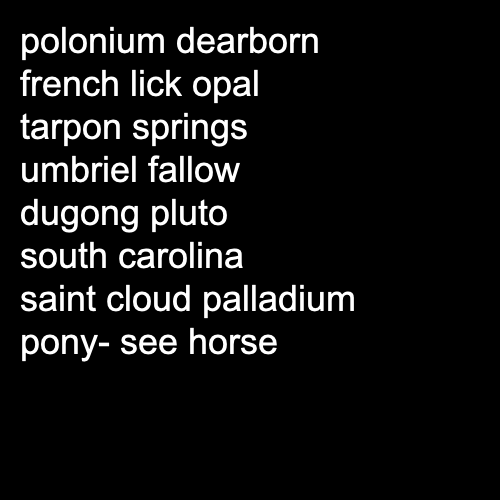 polonium dearborn
french lick opal
tarpon springs
umbriel fallow
dugong pluto
south carolina
saint cloud palladium
pony- see horse